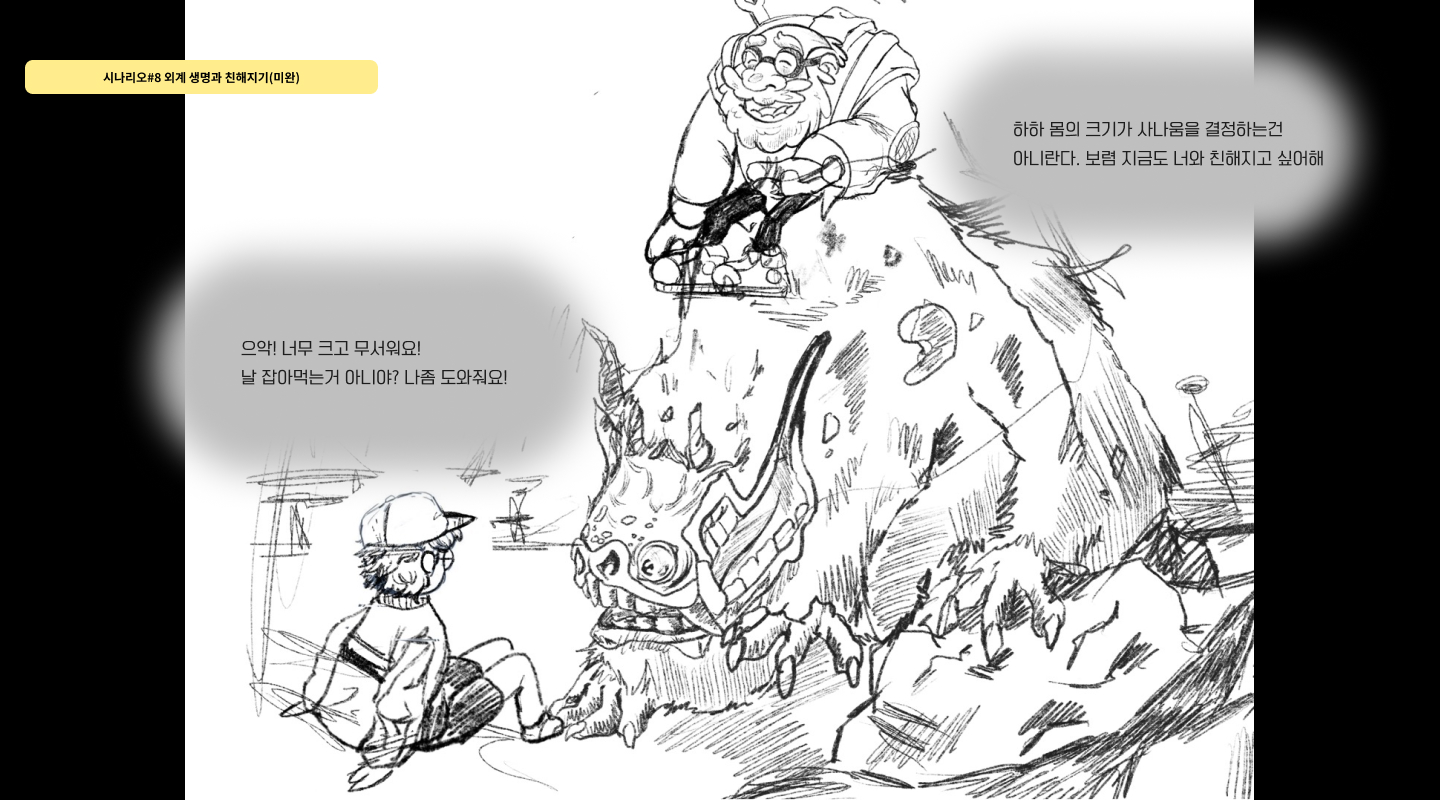 시나리오#8 외계 생명과 친해지기(미완)
하하 몸의 크기가 사나움을 결정하는건
아니란다. 보렴 지금도 너와 친해지고 싶어해
으악! 너무 크고 무서워요!
날 잡아먹는거 아니야? 나좀 도와줘요!